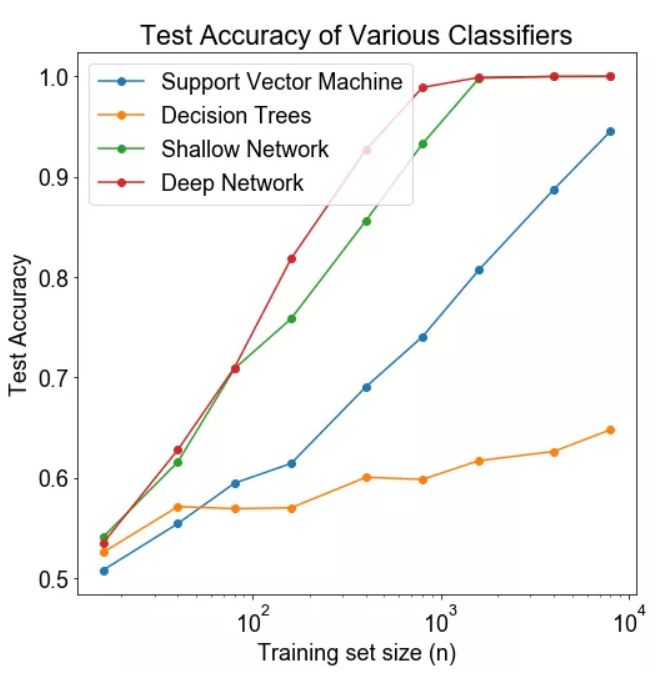 Test Accuracy of Various Classifiers
Support Vector Machine
Decision Trees
Shallow Network
Deep Network
1.0
0.9
0.8
0.7
0.6
0.5
Test Accuracy
10²
10³
10⁴
Training set size (n)